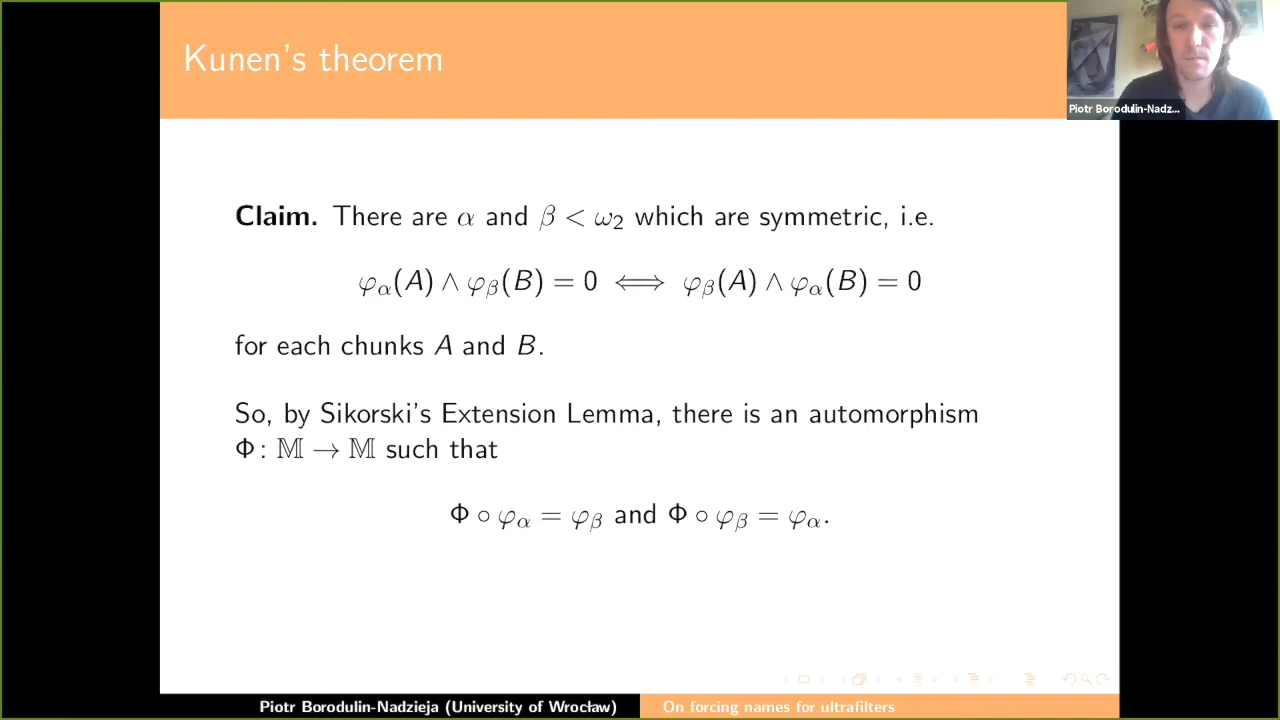 Kunen's theorem
Piotr Borodulin-Nadz...
Claim. There are α and β < ω₂ which are symmetric, i.e.
φ_α(A) ∧ φ_β(B) = 0 ⟺ φ_β(A) ∧ φ_α(B) = 0
for each chunks A and B.
So, by Sikorski's Extension Lemma, there is an automorphism
Φ: 𝕄 → 𝕄 such that
Φ ∘ φ_α = φ_β and Φ ∘ φ_β = φ_α.
Piotr Borodulin-Nadzieja (University of Wrocław)
On forcing names for ultrafilters